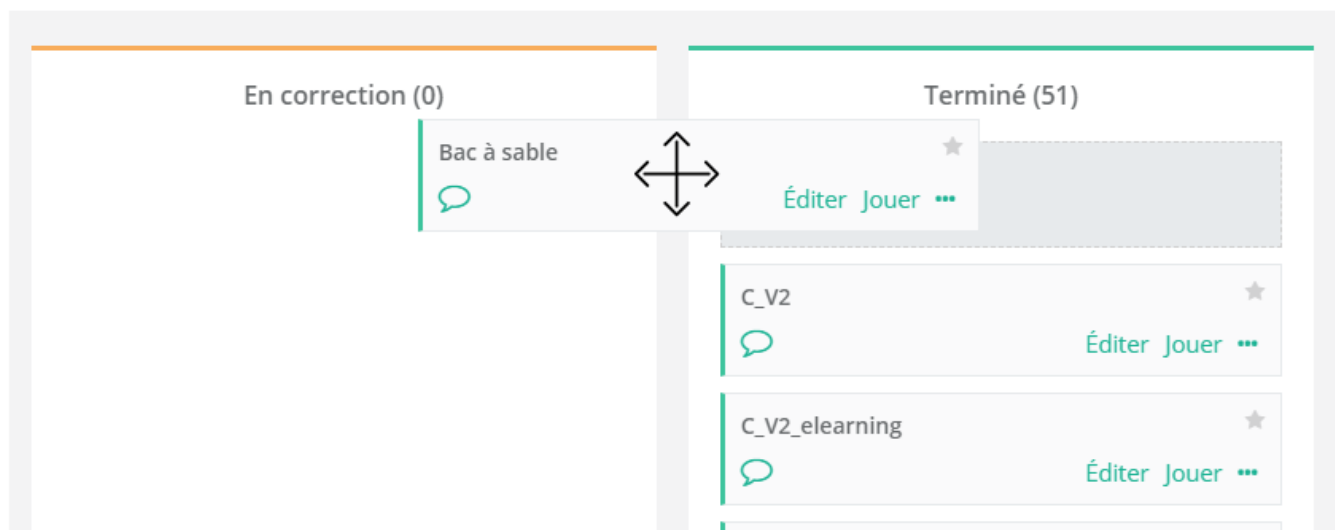 En correction (0)
Terminé (51)
Bac à sable
Éditer Jouer •••
C_V2
Éditer Jouer •••
C_V2_elearning
Éditer Jouer •••